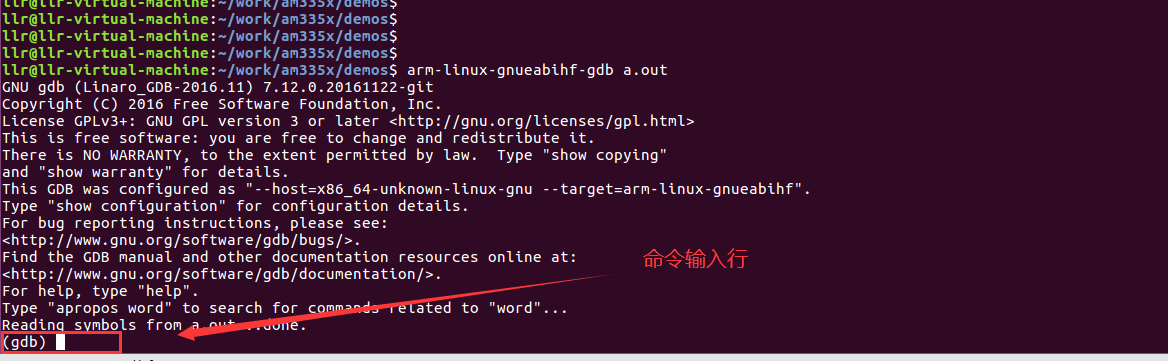 llr@llr-virtual-machine:~/work/am335x/demos$
llr@llr-virtual-machine:~/work/am335x/demos$
llr@llr-virtual-machine:~/work/am335x/demos$
llr@llr-virtual-machine:~/work/am335x/demos$
llr@llr-virtual-machine:~/work/am335x/demos$ arm-linux-gnueabihf-gdb a.out
GNU gdb (Linaro_GDB-2016.11) 7.12.0.20161122-git
Copyright (C) 2016 Free Software Foundation, Inc.
License GPLv3+: GNU GPL version 3 or later <http://gnu.org/licenses/gpl.html>
This is free software: you are free to change and redistribute it.
There is NO WARRANTY, to the extent permitted by law.  Type "show copying"
and "show warranty" for details.
This GDB was configured as "--host=x86_64-unknown-linux-gnu --target=arm-linux-gnueabihf".
Type "show configuration" for configuration details.
For bug reporting instructions, please see:
<http://www.gnu.org/software/gdb/bugs/>.
Find the GDB manual and other documentation resources online at:
<http://www.gnu.org/software/gdb/documentation/>.
命令输入行
For help, type "help".
Type "apropos word" to search for commands related to "word"...
Reading symbols from a.out...done.
(gdb)